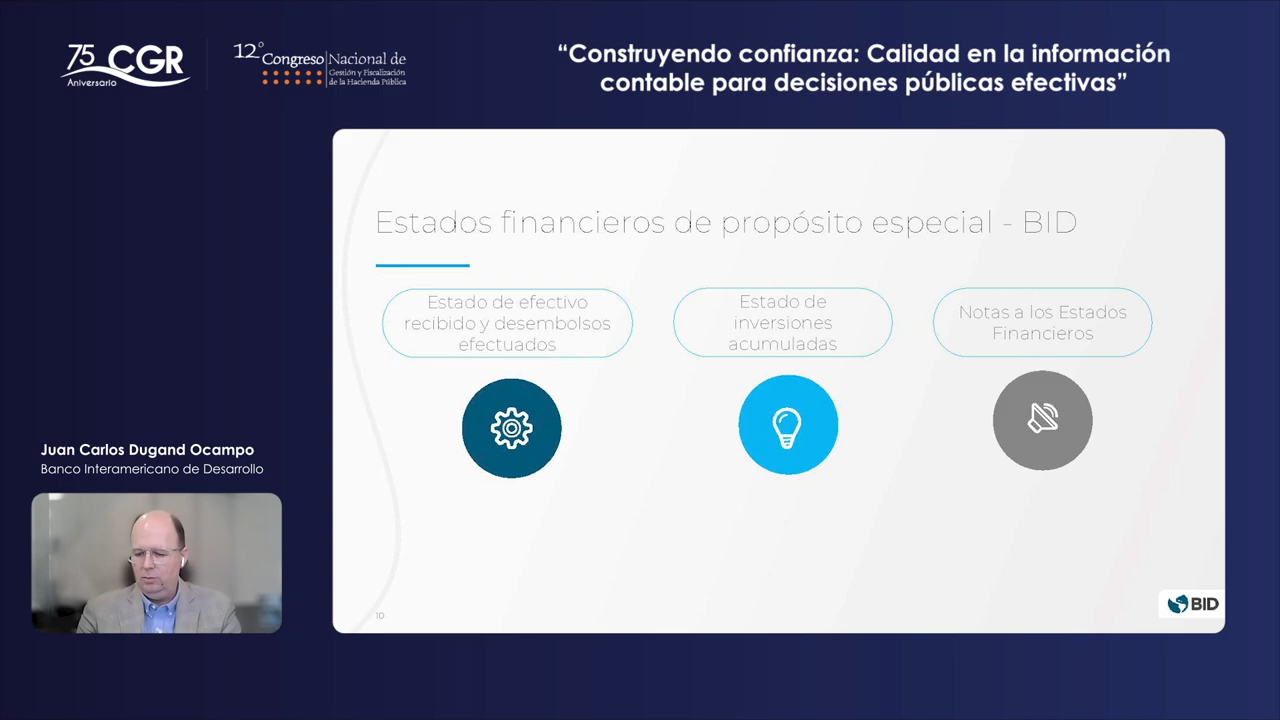 75 CGR
Aniversario
12° Congreso Nacional de
Gestión y Fiscalización
de la Hacienda Pública
“Construyendo confianza: Calidad en la información
contable para decisiones públicas efectivas”
Estados financieros de propósito especial - BID
Estado de efectivo
recibido y desembolsos
efectuados
Estado de
inversiones
acumuladas
Notas a los Estados
Financieros
Juan Carlos Dugand Ocampo
Banco Interamericano de Desarrollo
10
BID